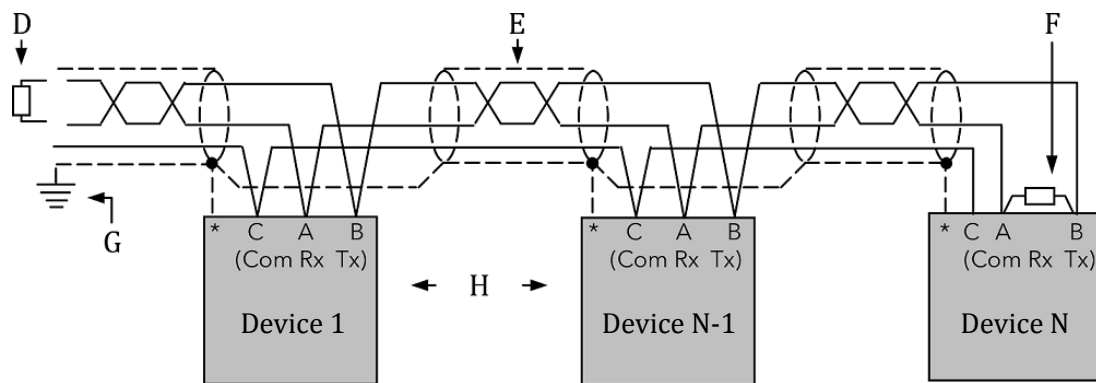 D E F
G
* C A B
(Com Rx Tx)
Device 1
H
* C A B
(Com Rx Tx)
Device N-1
* C A B
(Com Rx Tx)
Device N